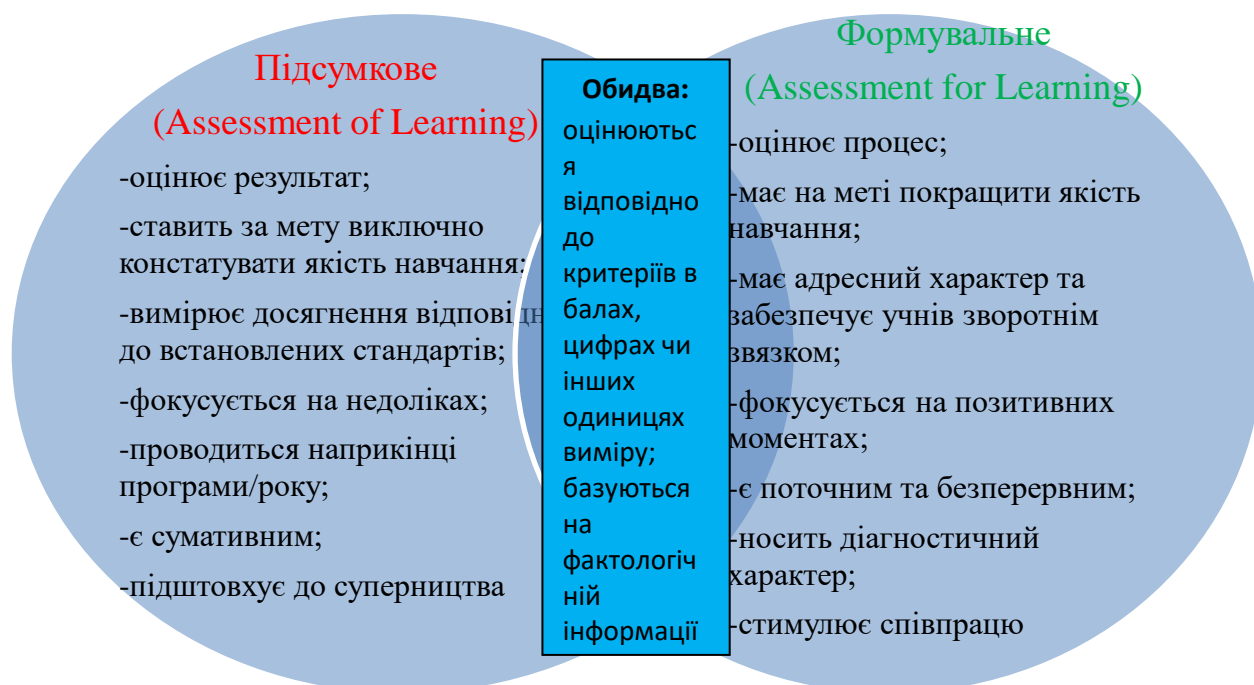 Підсумкове
(Assessment of Learning)
-оцінює результат;
-ставить за мету виключно
констатувати якість навчання;
-вимірює досягнення відповідн
до встановлених стандартів;
-фокусується на недоліках;
-проводиться наприкінці
програми/року;
-є сумативним;
-підштовхує до суперництва
Обидва:
оцінюютьс
я
відповідно
до
критеріїв в
балах,
цифрах чи
інших
одиницях
виміру;
базуються
на
фактологіч
ній
інформації
Формувальне
(Assessment for Learning)
-оцінює процес;
-має на меті покращити якість
навчання;
-має адресний характер та
забезпечує учнів зворотнім
звязком;
-фокусується на позитивних
моментах;
-є поточним та безперервним;
-носить діагностичний
характер;
-стимулює співпрацю